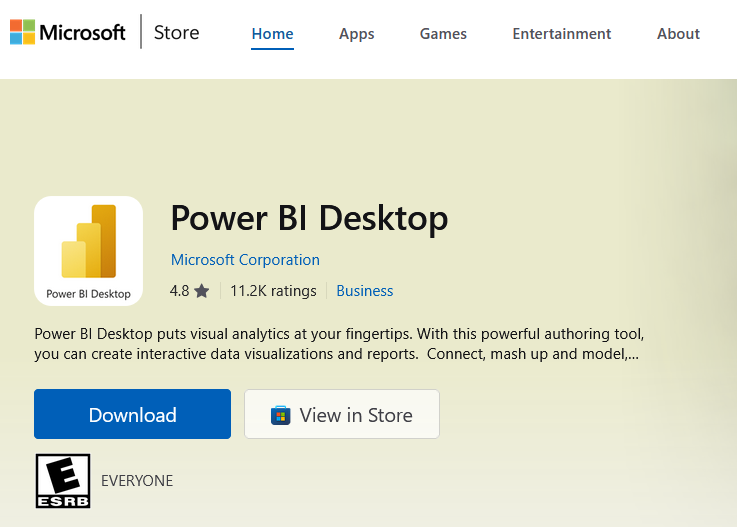 Microsoft | Store Home Apps Games Entertainment About
Power BI Desktop
Power BI Desktop
Microsoft Corporation
4.8 ★ 11.2K ratings Business
Power BI Desktop puts visual analytics at your fingertips. With this powerful authoring tool,
you can create interactive data visualizations and reports.  Connect, mash up and model,...
Download View in Store
E
ESRB
EVERYONE